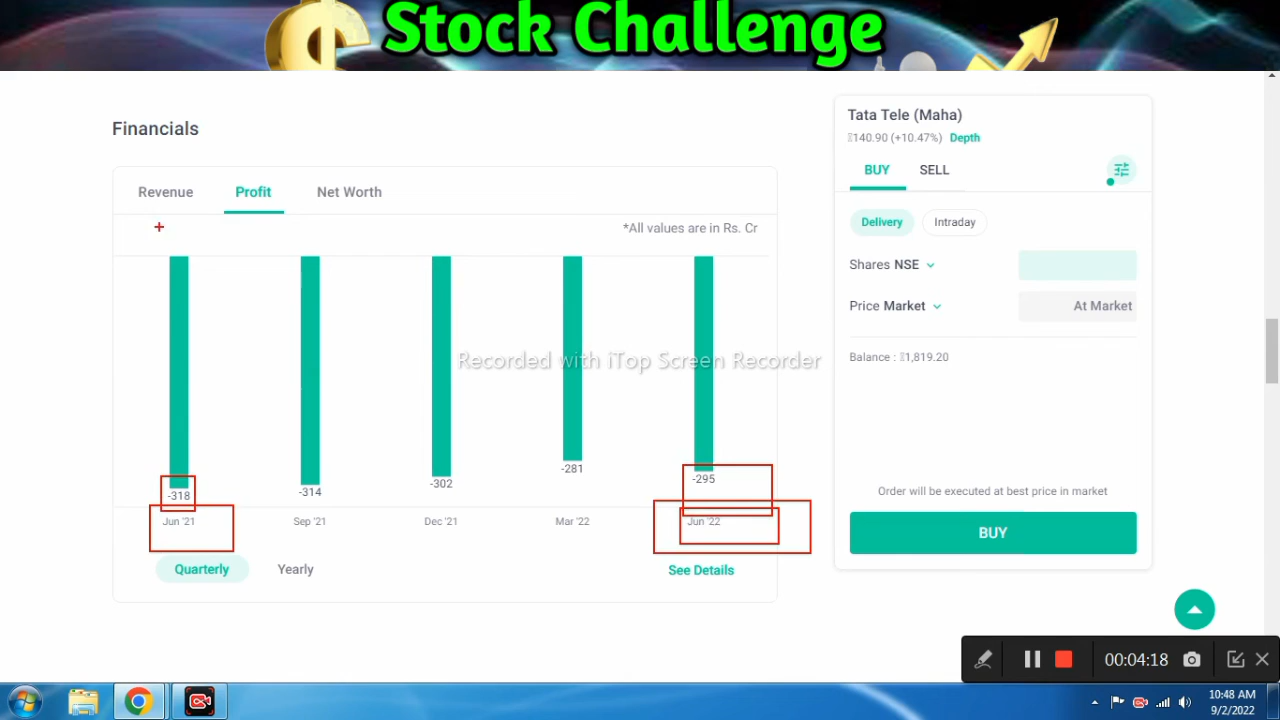 Stock Challenge
Financials
Revenue
Profit
Net Worth
*All values are in Rs. Cr
-318
-314
-302
-281
-295
Jun '21
Sep '21
Dec '21
Mar '22
Jun '22
Quarterly
Yearly
See Details
Recorded with iTop Screen Recorder
Tata Tele (Maha)
140.90 (+10.47%) Depth
BUY
SELL
Delivery
Intraday
Shares NSE
Price Market
At Market
Balance : 1,819.20
Order will be executed at best price in market
BUY
00:04:18
10:48 AM
9/2/2022